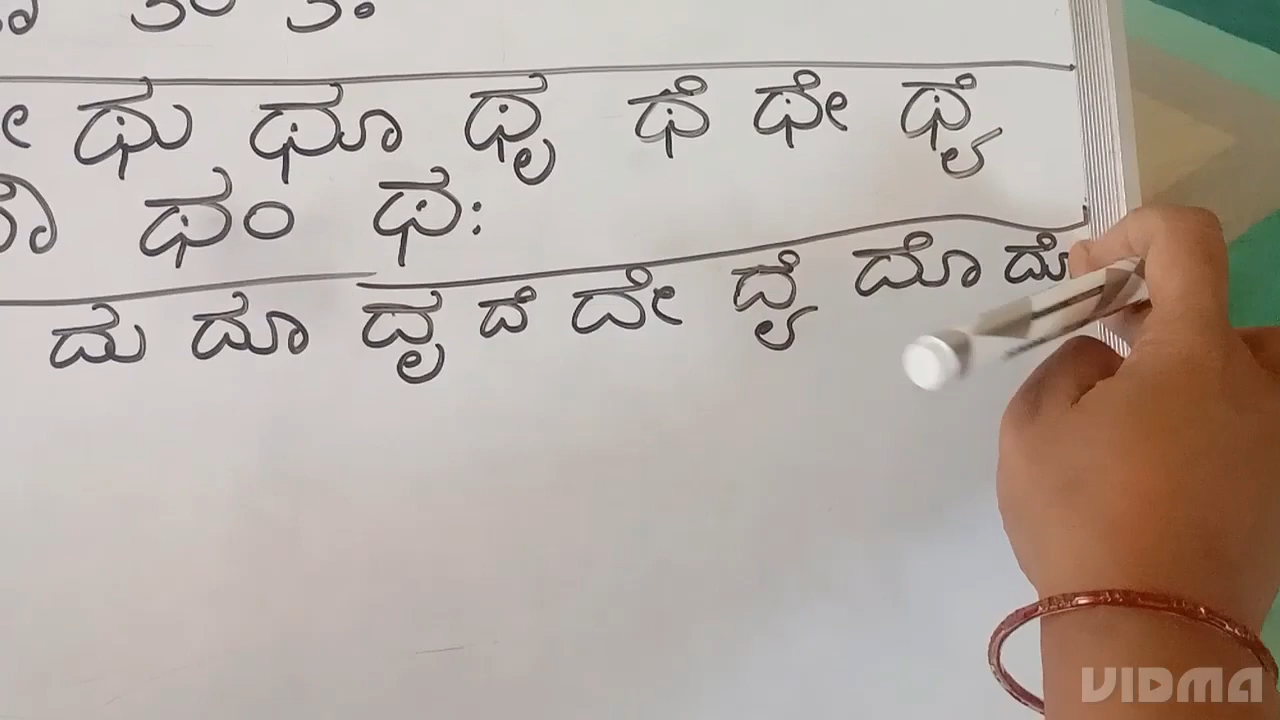 ಥು ಥೂ ಥೃ ಥೆ ಥೇ ಥೈ
ಥಂ ಥಃ
ದು ದೂ ದೃ ದೆ ದೇ ದೈ ದೊ
VIDMA